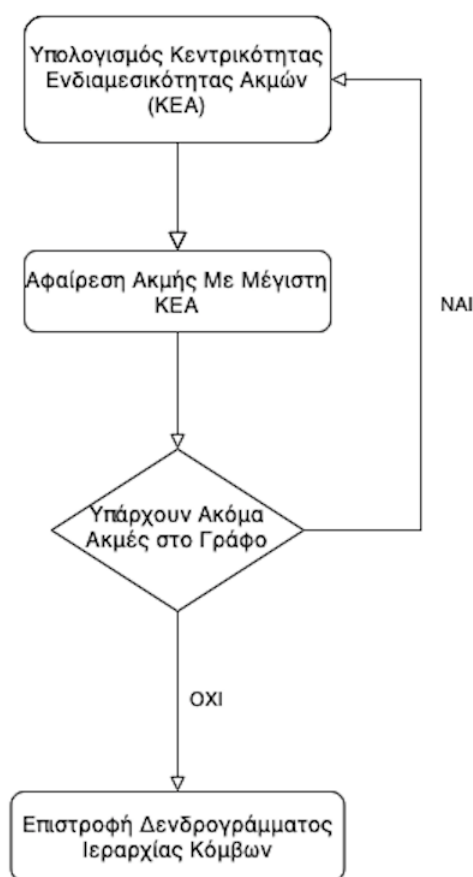 Υπολογισμός Κεντρικότητας
Ενδιαμεσικότητας Ακμών
(ΚΕΑ)
Αφαίρεση Ακμής Με Μέγιστη
ΚΕΑ
ΝΑΙ
Υπάρχουν Ακόμα
Ακμές στο Γράφο
ΟΧΙ
Επιστροφή Δενδρογράμματος
Ιεραρχίας Κόμβων